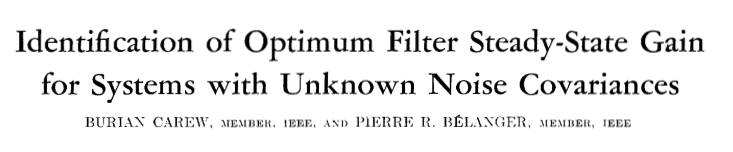 Identification of Optimum Filter Steady-State Gain
for Systems with Unknown Noise Covariances
BURIAN CAREW, MEMBER, IEEE, AND PIERRE R. BÉLANGER, MEMBER, IEEE